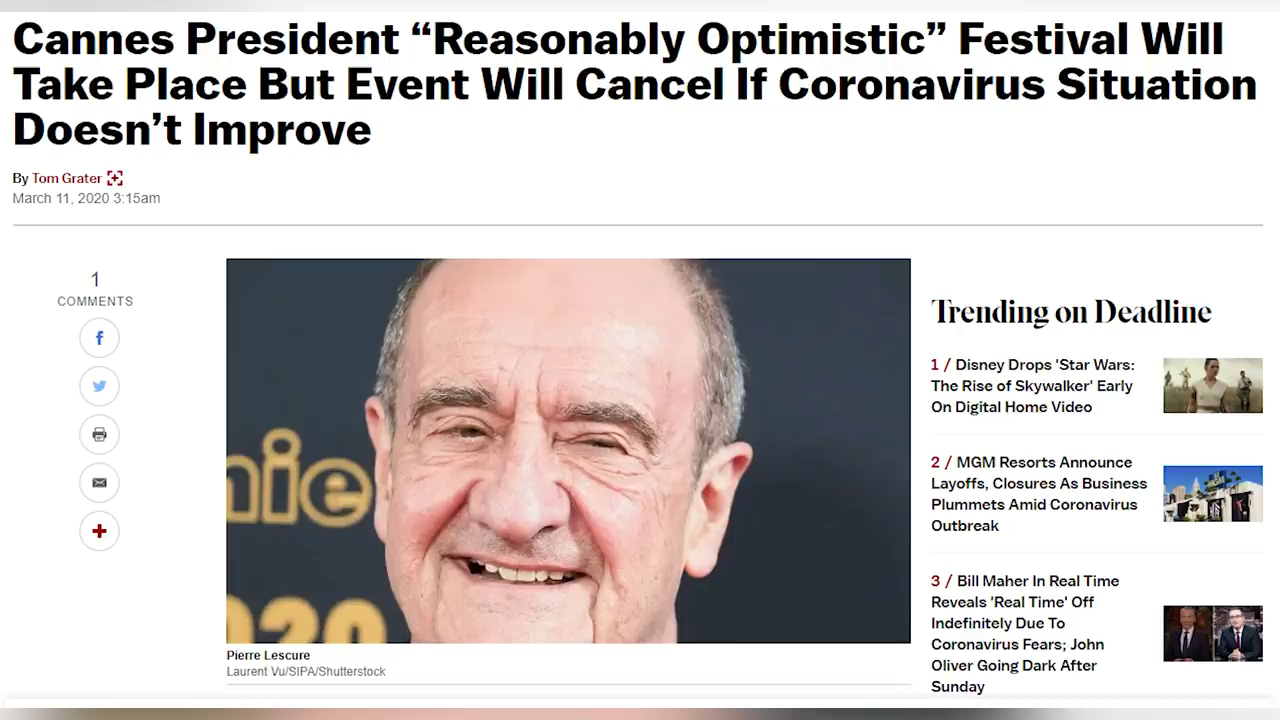 Cannes President “Reasonably Optimistic” Festival Will
Take Place But Event Will Cancel If Coronavirus Situation
Doesn’t Improve
By Tom Grater
March 11, 2020 3:15am
1
COMMENTS
Pierre Lescure
Laurent Vu/SIPA/Shutterstock
Trending on Deadline
1 / Disney Drops 'Star Wars:
The Rise of Skywalker' Early
On Digital Home Video
2 / MGM Resorts Announce
Layoffs, Closures As Business
Plummets Amid Coronavirus
Outbreak
3 / Bill Maher In Real Time
Reveals 'Real Time' Off
Indefinitely Due To
Coronavirus Fears; John
Oliver Going Dark After
Sunday